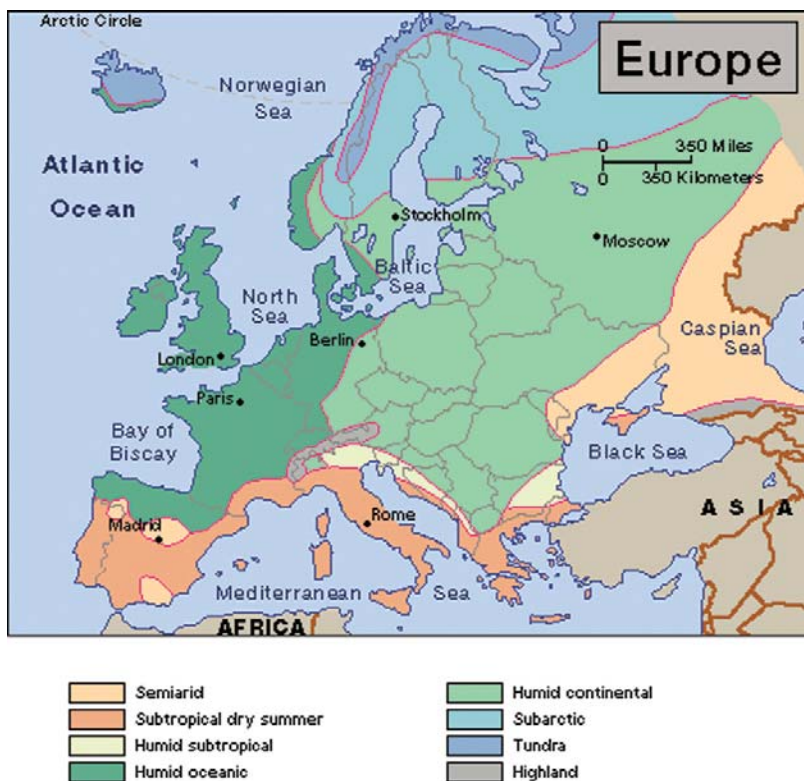 Arctic Circle
Europe
Norwegian
Sea
Atlantic
Ocean
0 350 Miles
0 350 Kilometers
Stockholm
Moscow
Baltic
Sea
North
Sea
Berlin
London
Caspian
Sea
Paris
Bay of
Biscay
Black Sea
ASIA
Madrid
Rome
Mediterranean Sea
AFRICA
Semiarid
Subtropical dry summer
Humid subtropical
Humid oceanic
Humid continental
Subarctic
Tundra
Highland